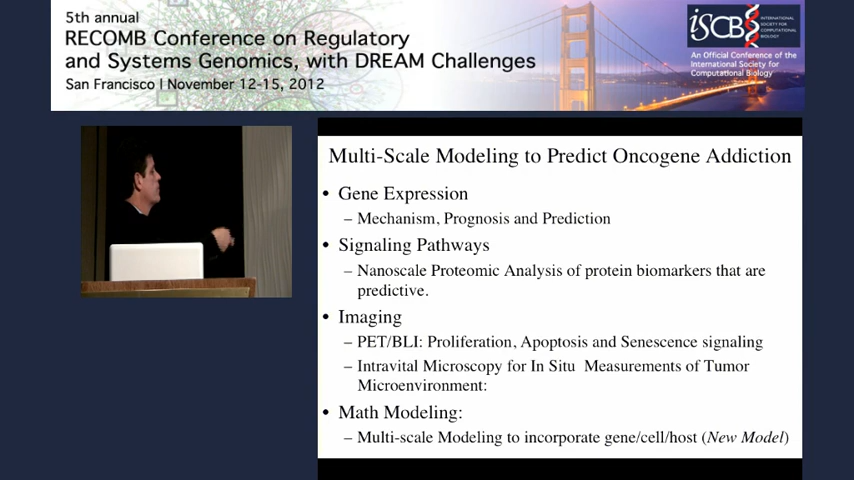 5th annual
RECOMB Conference on Regulatory
and Systems Genomics, with DREAM Challenges
San Francisco | November 12-15, 2012
iSCB
INTERNATIONAL
SOCIETY FOR
COMPUTATIONAL
BIOLOGY
An Official Conference of the
International Society for
Computational Biology
Multi-Scale Modeling to Predict Oncogene Addiction
• Gene Expression
– Mechanism, Prognosis and Prediction
• Signaling Pathways
– Nanoscale Proteomic Analysis of protein biomarkers that are
predictive.
• Imaging
– PET/BLI: Proliferation, Apoptosis and Senescence signaling
– Intravital Microscopy for In Situ Measurements of Tumor
Microenvironment:
• Math Modeling:
– Multi-scale Modeling to incorporate gene/cell/host (New Model)